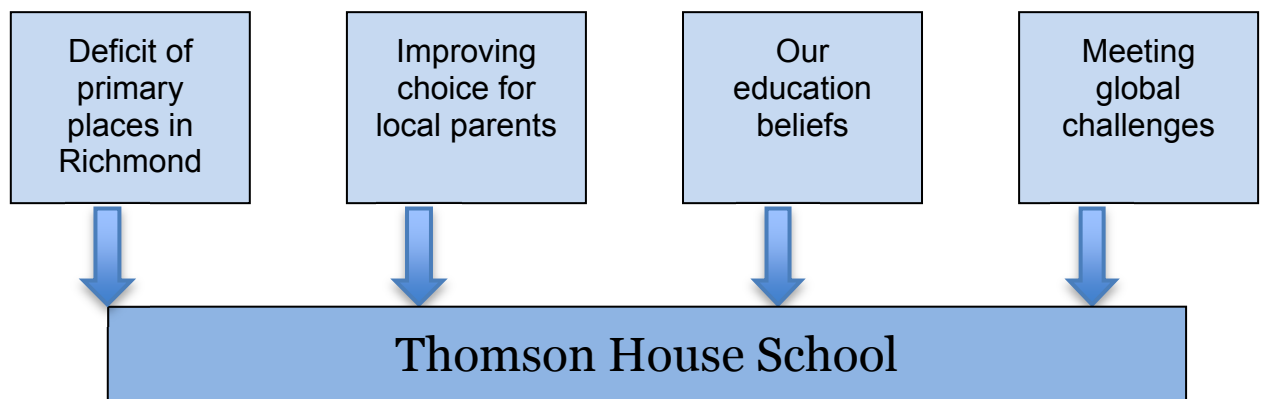 Deficit of
primary
places in
Richmond
Improving
choice for
local parents
Our
education
beliefs
Meeting
global
challenges
Thomson House School